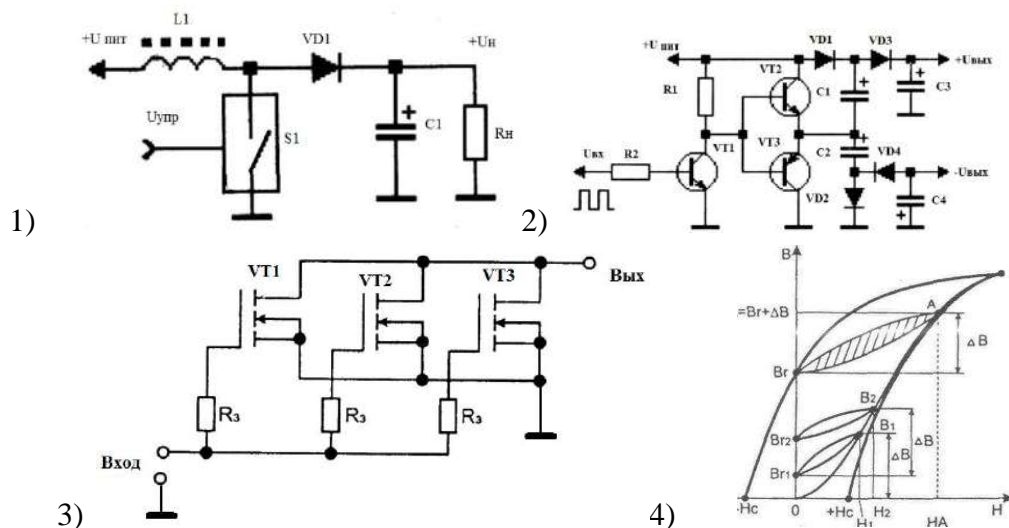 L1
+U пит
VD1
+Uн
Uупр
S1
C1
+
Rн
1)
+U пит
VD1
VD3
+Uвых
VT2
R1
C1
+
+
C3
VT1
VT3
+
C2
VD4
Uвх
R2
-Uвых
VD2
+
C4
2)
VT1
VT2
VT3
Вых
Rз
Rз
Rз
Вход
3)
B
=Br+ΔB
A
ΔB
Br
B2
Br2
B1
ΔB
ΔB
Br1
-Hc
0
+Hc
H1
H2
HA
H
4)